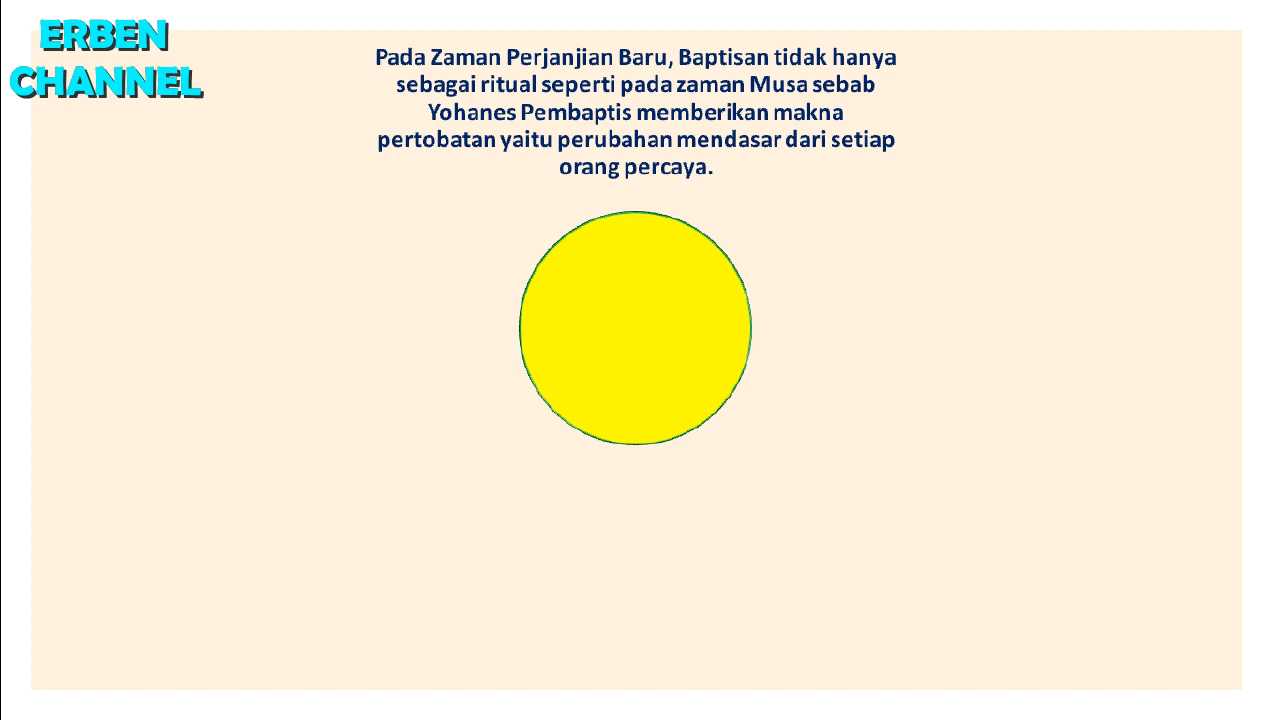 ERBEN
CHANNEL
Pada Zaman Perjanjian Baru, Baptisan tidak hanya
sebagai ritual seperti pada zaman Musa sebab
Yohanes Pembaptis memberikan makna
pertobatan yaitu perubahan mendasar dari setiap
orang percaya.